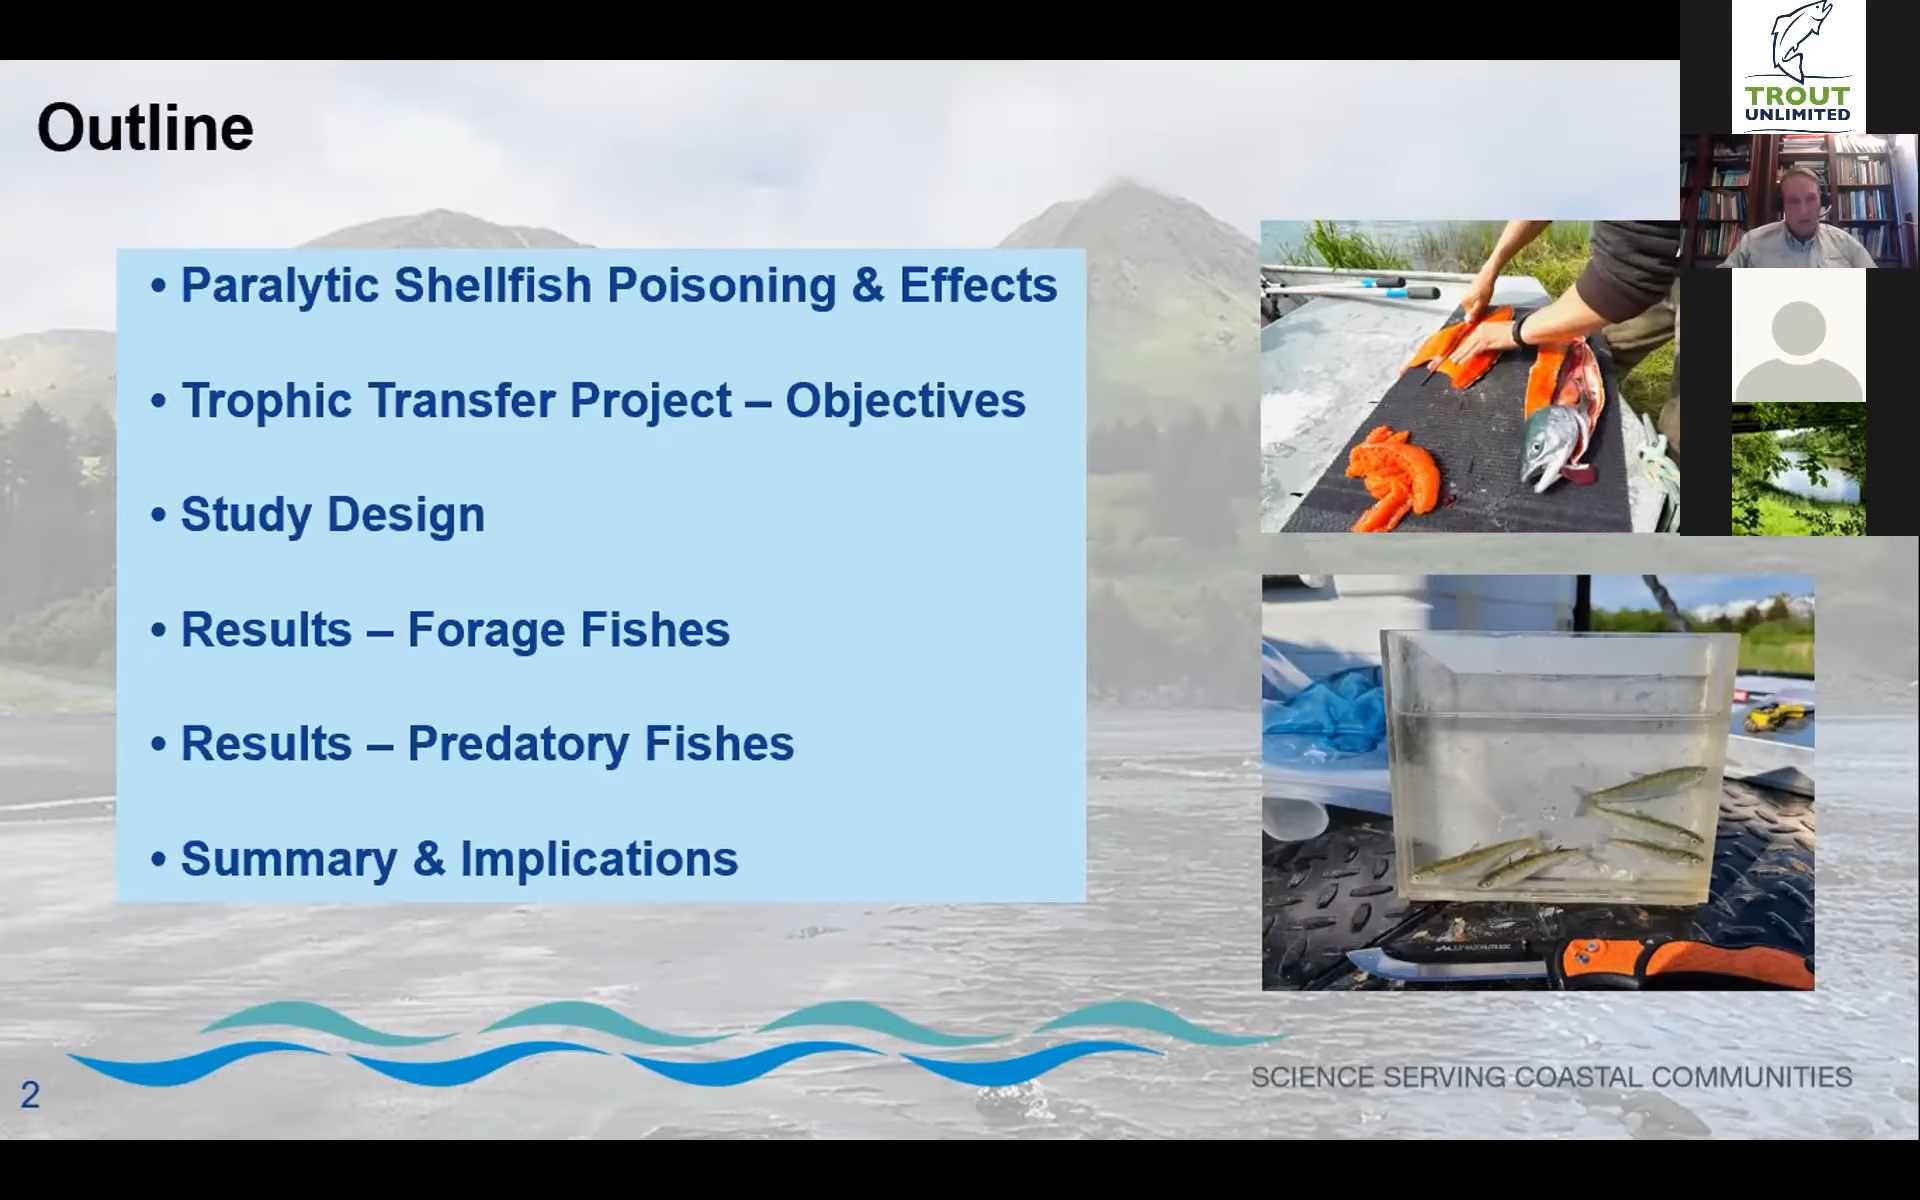 Outline
• Paralytic Shellfish Poisoning & Effects
• Trophic Transfer Project – Objectives
• Study Design
• Results – Forage Fishes
• Results – Predatory Fishes
• Summary & Implications
2
SCIENCE SERVING COASTAL COMMUNITIES
TROUT
UNLIMITED